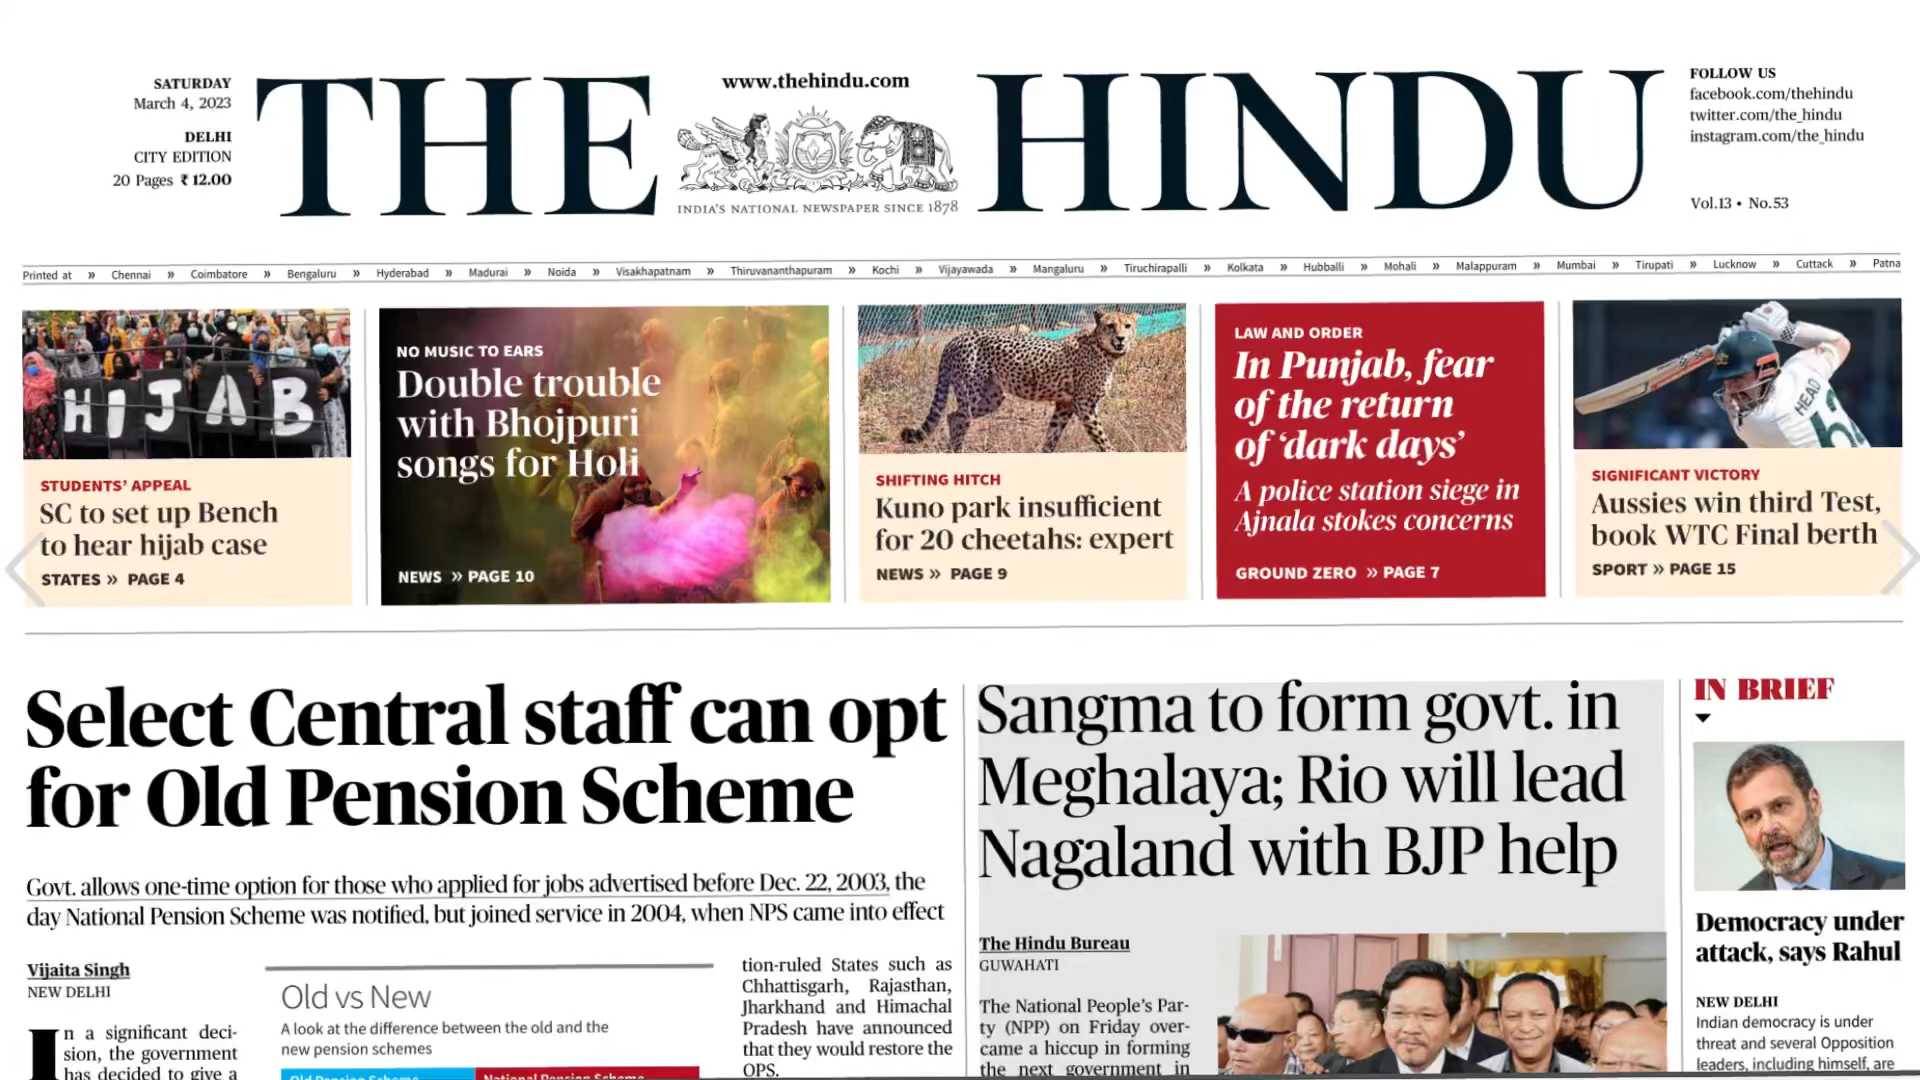 SATURDAY
March 4, 2023
DELHI
CITY EDITION
20 Pages ₹ 12.00
THE HINDU
www.thehindu.com
INDIA'S NATIONAL NEWSPAPER SINCE 1878
FOLLOW US
facebook.com/thehindu
twitter.com/the_hindu
instagram.com/the_hindu
Vol.13 • No.53
Printed at » Chennai » Coimbatore » Bengaluru » Hyderabad » Madurai » Noida » Visakhapatnam » Thiruvananthapuram » Kochi » Vijayawada » Mangaluru » Tiruchirapalli » Kolkata » Hubballi » Mohali » Malappuram » Mumbai » Tirupati » Lucknow » Cuttack » Patna
HIJAB
STUDENTS' APPEAL
SC to set up Bench
to hear hijab case
STATES » PAGE 4
NO MUSIC TO EARS
Double trouble
with Bhojpuri
songs for Holi
NEWS » PAGE 10
SHIFTING HITCH
Kuno park insufficient
for 20 cheetahs: expert
NEWS » PAGE 9
LAW AND ORDER
In Punjab, fear
of the return
of ‘dark days’
A police station siege in
Ajnala stokes concerns
GROUND ZERO » PAGE 7
HEAD
62
SIGNIFICANT VICTORY
Aussies win third Test,
book WTC Final berth
SPORT » PAGE 15
Select Central staff can opt
for Old Pension Scheme
Govt. allows one-time option for those who applied for jobs advertised before Dec. 22, 2003, the
day National Pension Scheme was notified, but joined service in 2004, when NPS came into effect
Vijaita Singh
NEW DELHI
In a significant deci-
sion, the government
has decided to give a
Old vs New
A look at the difference between the old and the
new pension schemes
Old Pension Scheme
National Pension Scheme
tion-ruled States such as
Chhattisgarh, Rajasthan,
Jharkhand and Himachal
Pradesh have announced
that they would restore the
OPS.
Sangma to form govt. in
Meghalaya; Rio will lead
Nagaland with BJP help
The Hindu Bureau
GUWAHATI
The National People's Par-
ty (NPP) on Friday over-
came a hiccup in forming
the next government in
IN BRIEF
Democracy under
attack, says Rahul
NEW DELHI
Indian democracy is under
threat and several Opposition
leaders, including himself, are